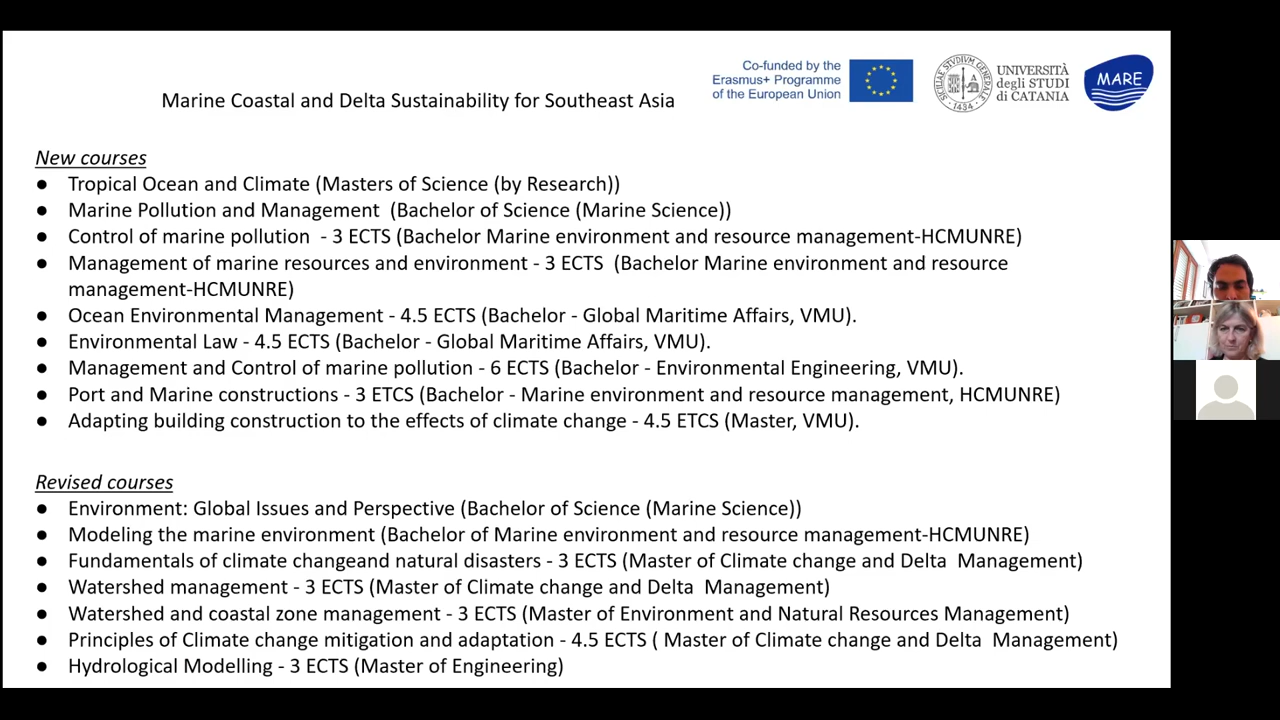 Co-funded by the
Erasmus+ Programme
of the European Union
UNIVERSITÀ
degli STUDI
di CATANIA
MARE
SICILIAE STUDIUM GENERALE
1434
Marine Coastal and Delta Sustainability for Southeast Asia
New courses
● Tropical Ocean and Climate (Masters of Science (by Research))
● Marine Pollution and Management (Bachelor of Science (Marine Science))
● Control of marine pollution - 3 ECTS (Bachelor Marine environment and resource management-HCMUNRE)
● Management of marine resources and environment - 3 ECTS (Bachelor Marine environment and resource
management-HCMUNRE)
● Ocean Environmental Management - 4.5 ECTS (Bachelor - Global Maritime Affairs, VMU).
● Environmental Law - 4.5 ECTS (Bachelor - Global Maritime Affairs, VMU).
● Management and Control of marine pollution - 6 ECTS (Bachelor - Environmental Engineering, VMU).
● Port and Marine constructions - 3 ETCS (Bachelor - Marine environment and resource management, HCMUNRE)
● Adapting building construction to the effects of climate change - 4.5 ETCS (Master, VMU).
Revised courses
● Environment: Global Issues and Perspective (Bachelor of Science (Marine Science))
● Modeling the marine environment (Bachelor of Marine environment and resource management-HCMUNRE)
● Fundamentals of climate changeand natural disasters - 3 ECTS (Master of Climate change and Delta Management)
● Watershed management - 3 ECTS (Master of Climate change and Delta Management)
● Watershed and coastal zone management - 3 ECTS (Master of Environment and Natural Resources Management)
● Principles of Climate change mitigation and adaptation - 4.5 ECTS ( Master of Climate change and Delta Management)
● Hydrological Modelling - 3 ECTS (Master of Engineering)